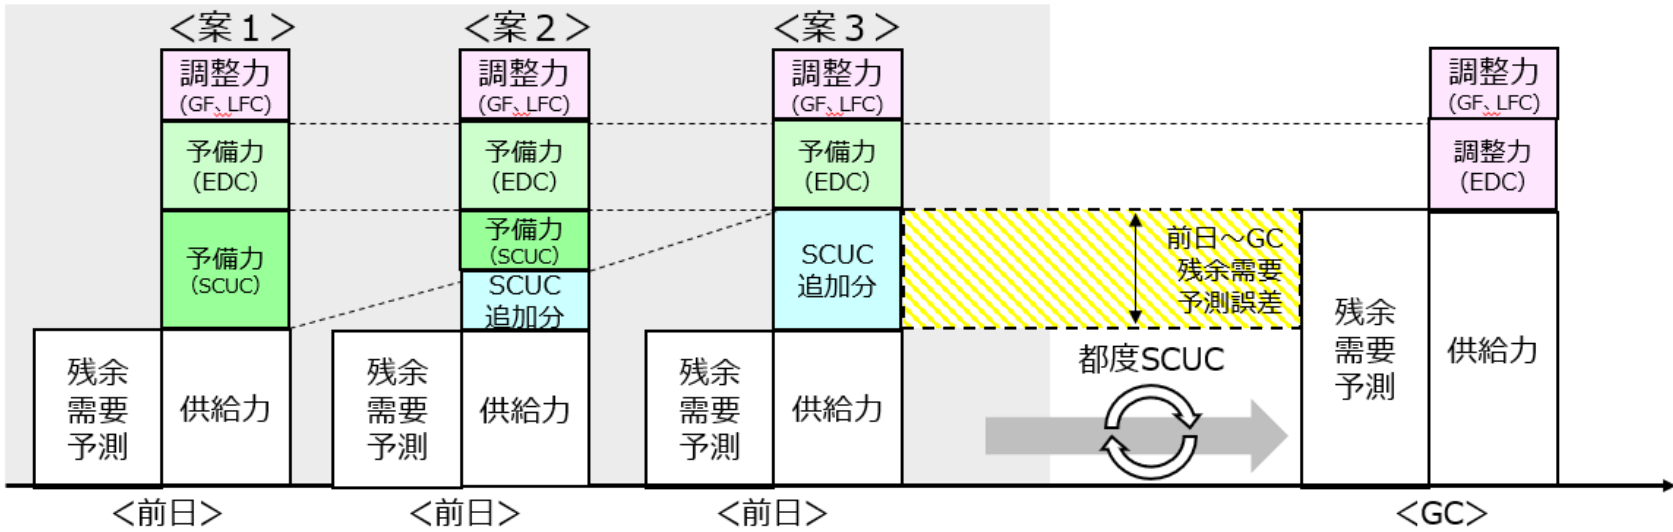 ＜案１＞
調整力
(GF、LFC)
予備力
（EDC）
予備力
（SCUC）
残余
需要
予測
供給力
＜前日＞
＜案２＞
調整力
(GF、LFC)
予備力
（EDC）
予備力
（SCUC）
SCUC
追加分
残余
需要
予測
供給力
＜前日＞
＜案３＞
調整力
(GF、LFC)
予備力
（EDC）
SCUC
追加分
残余
需要
予測
供給力
＜前日＞
前日～GC
残余需要
予測誤差
都度SCUC
調整力
(GF、LFC)
調整力
（EDC）
残余
需要
予測
供給力
＜GC＞